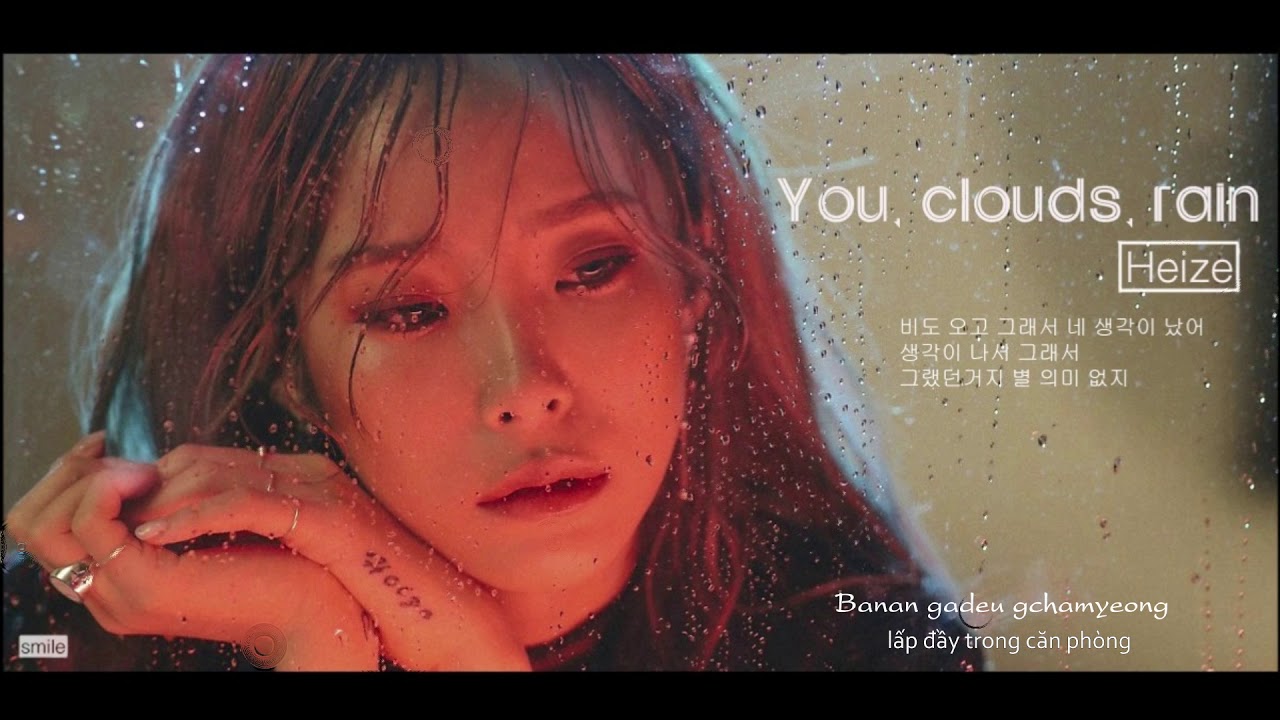 You, clouds, rain
Heize
비도 오고 그래서 네 생각이 났어
생각이 나서 그래서
그랬던거지 별 의미 없지
Banan gadeu gchamyeong
lấp đầy trong căn phòng
smile